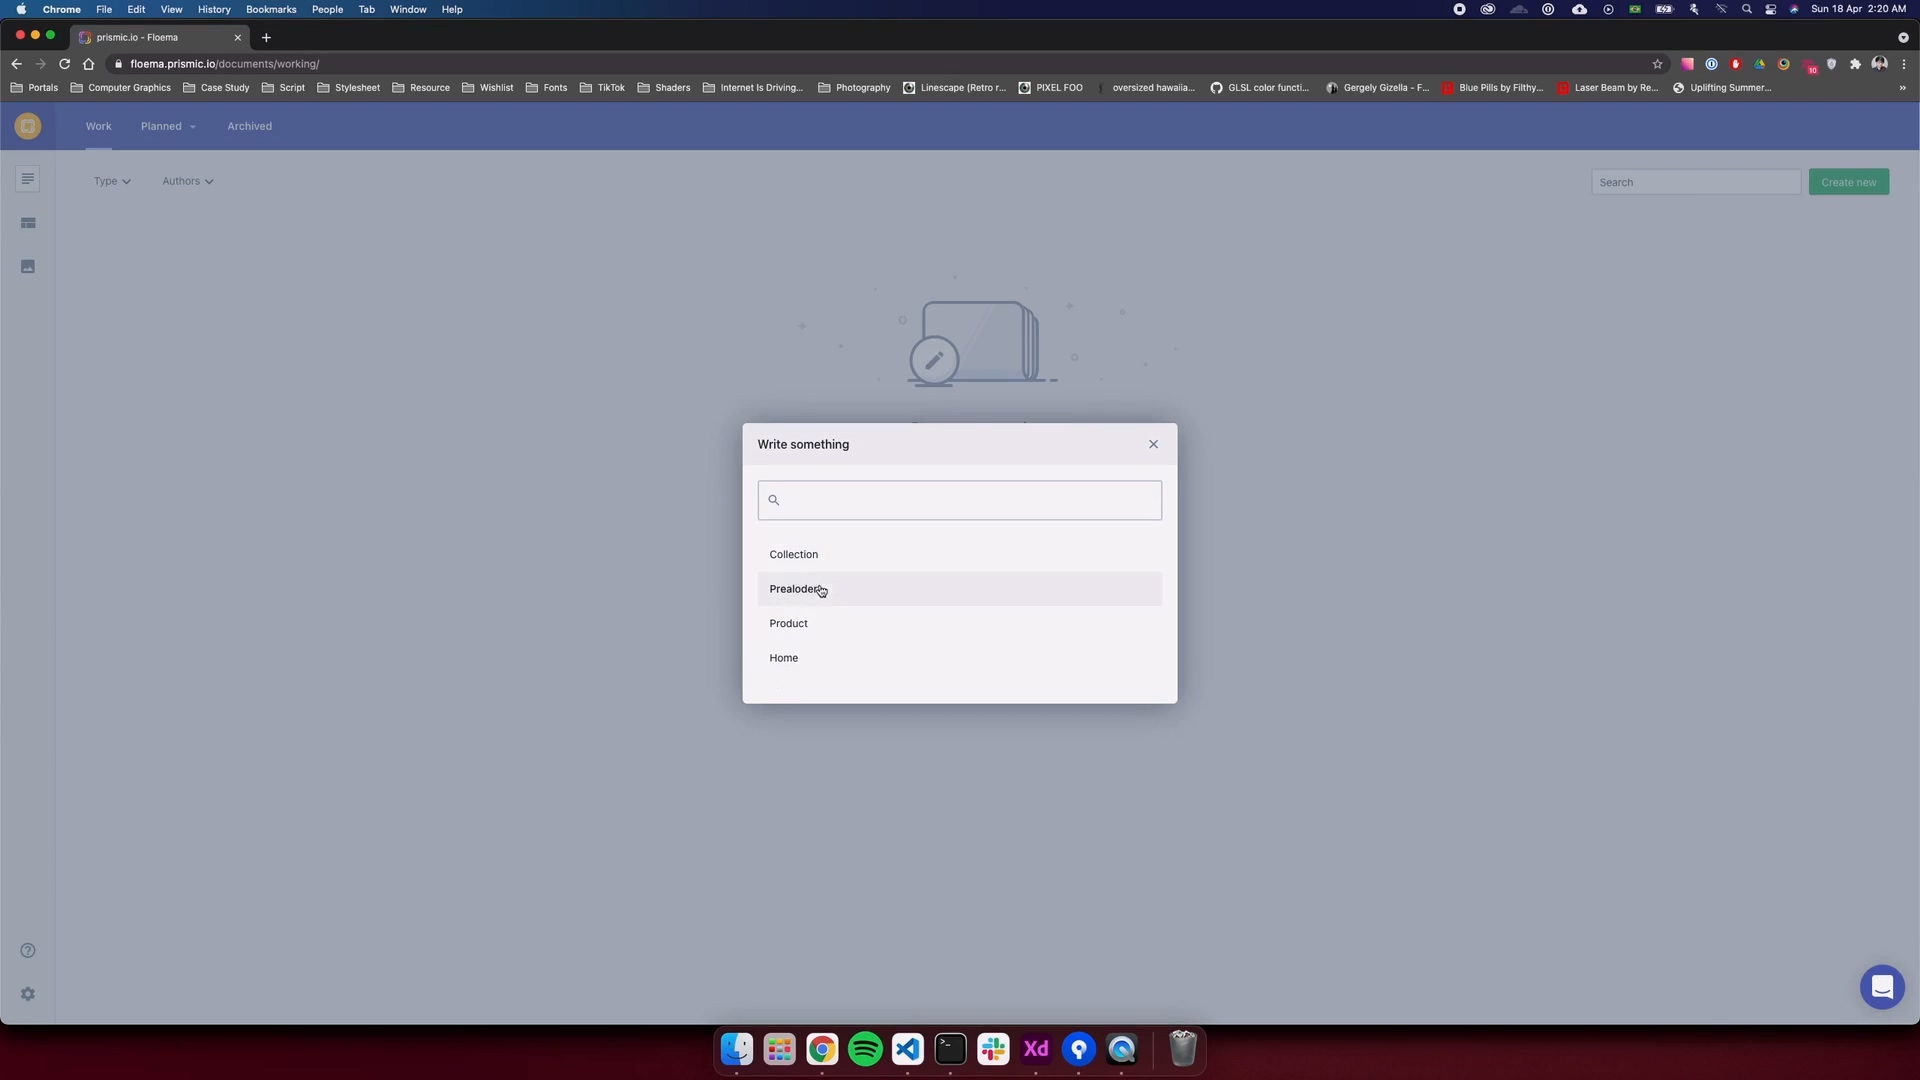 Chrome File Edit View History Bookmarks People Tab Window Help Sun 18 Apr 2:20 AM
prismic.io - Floema
floema.prismic.io/documents/working/
10
Portals Computer Graphics Case Study Script Stylesheet Resource Wishlist Fonts TikTok Shaders Internet Is Driving... Photography Linescape (Retro r... PIXEL FOO oversized hawaiia... GLSL color functi... Gergely Gizella - F... Blue Pills by Filthy... Laser Beam by Re... Uplifting Summer... »
Work Planned Archived
Type Authors Search Create new
Write something
Collection
Prealoder
Product
Home
Xd